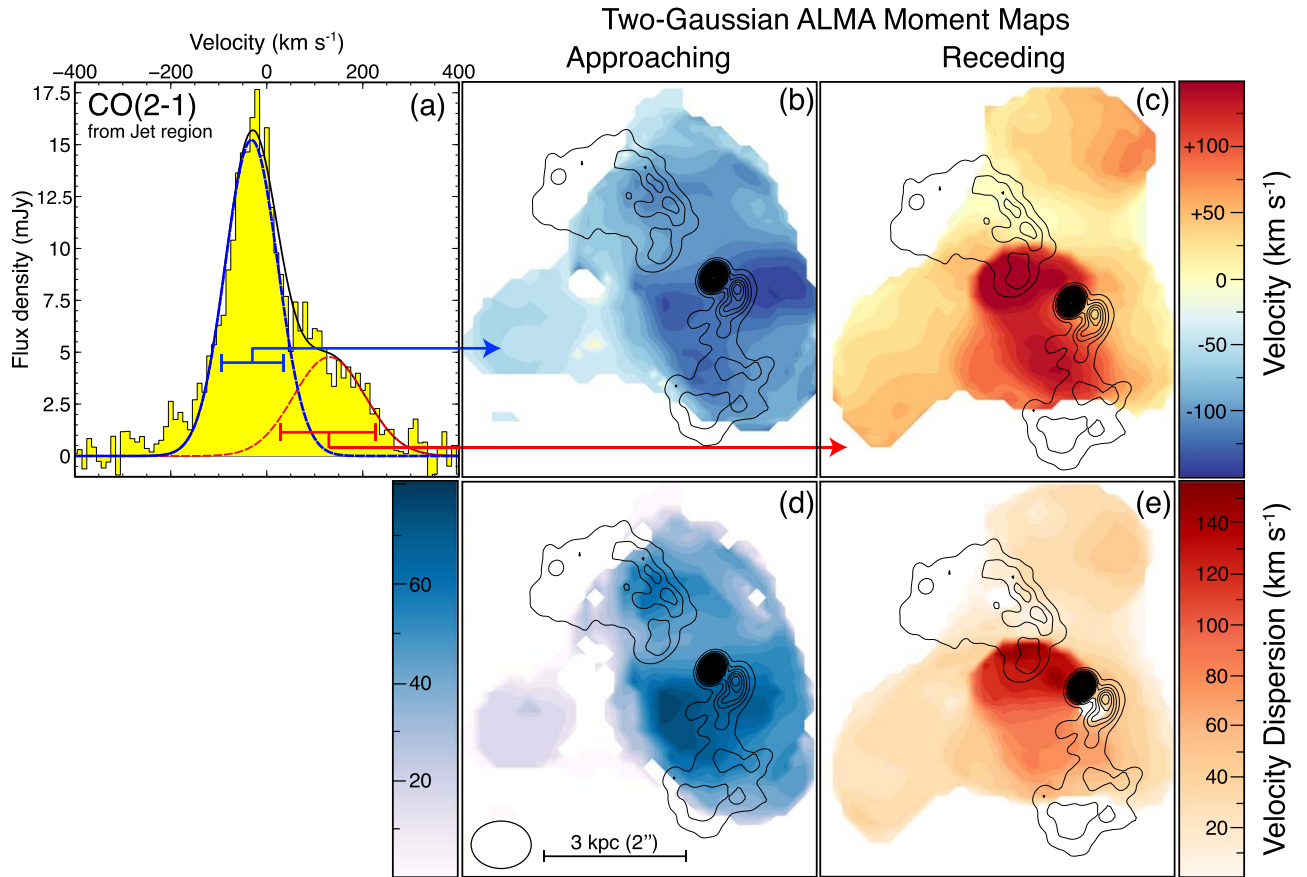 Two-Gaussian ALMA Moment Maps
Approaching
Receding
Velocity (km s⁻¹)
−400 −200 0 200 400
CO(2-1)
from Jet region
(a)
(b)
(c)
Flux density (mJy)
17.5
15
12.5
10
7.5
5
2.5
0
+100
+50
0
-50
-100
Velocity (km s⁻¹)
(d)
(e)
60
40
20
3 kpc (2’’)
140
120
100
80
60
40
20
Velocity Dispersion (km s⁻¹)